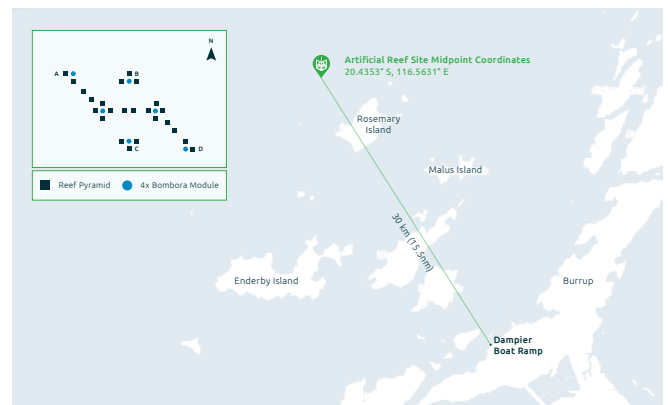 N
A
B
C
D
Reef Pyramid
4x Bombora Module
Artificial Reef Site Midpoint Coordinates
20.4353° S, 116.5631° E
Rosemary
Island
Malus Island
30 km (15.5nm)
Enderby Island
Burrup
Dampier
Boat Ramp